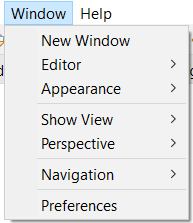 Window Help
New Window
Editor
Appearance
Show View
Perspective
Navigation
Preferences